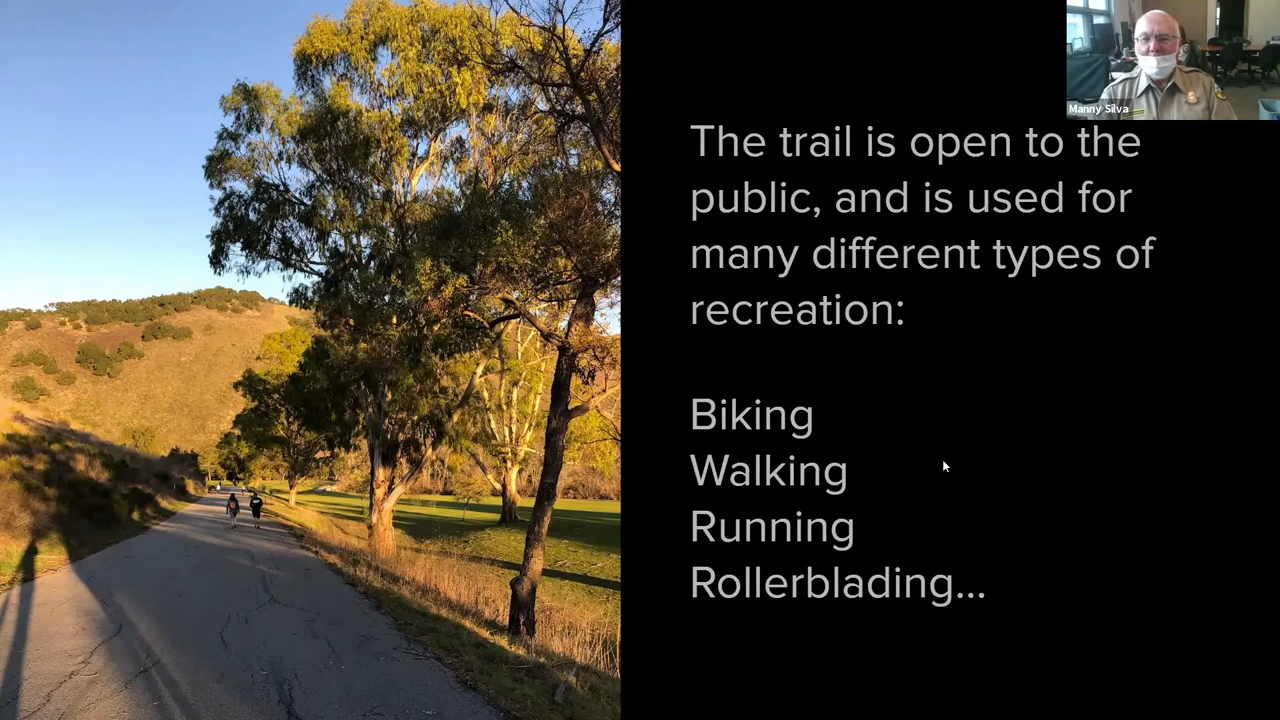 Manny Silva
The trail is open to the
public, and is used for
many different types of
recreation:
Biking
Walking
Running
Rollerblading...